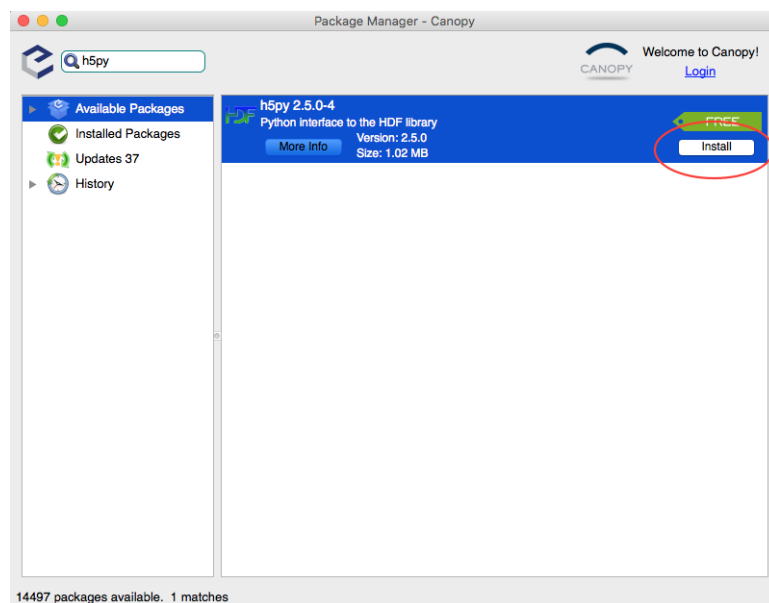 Package Manager - Canopy
h5py
CANOPY
Welcome to Canopy!
Login
Available Packages
Installed Packages
Updates 37
History
HDF
h5py 2.5.0-4
Python interface to the HDF library
More Info
Version: 2.5.0
Size: 1.02 MB
FREE
Install
14497 packages available. 1 matches